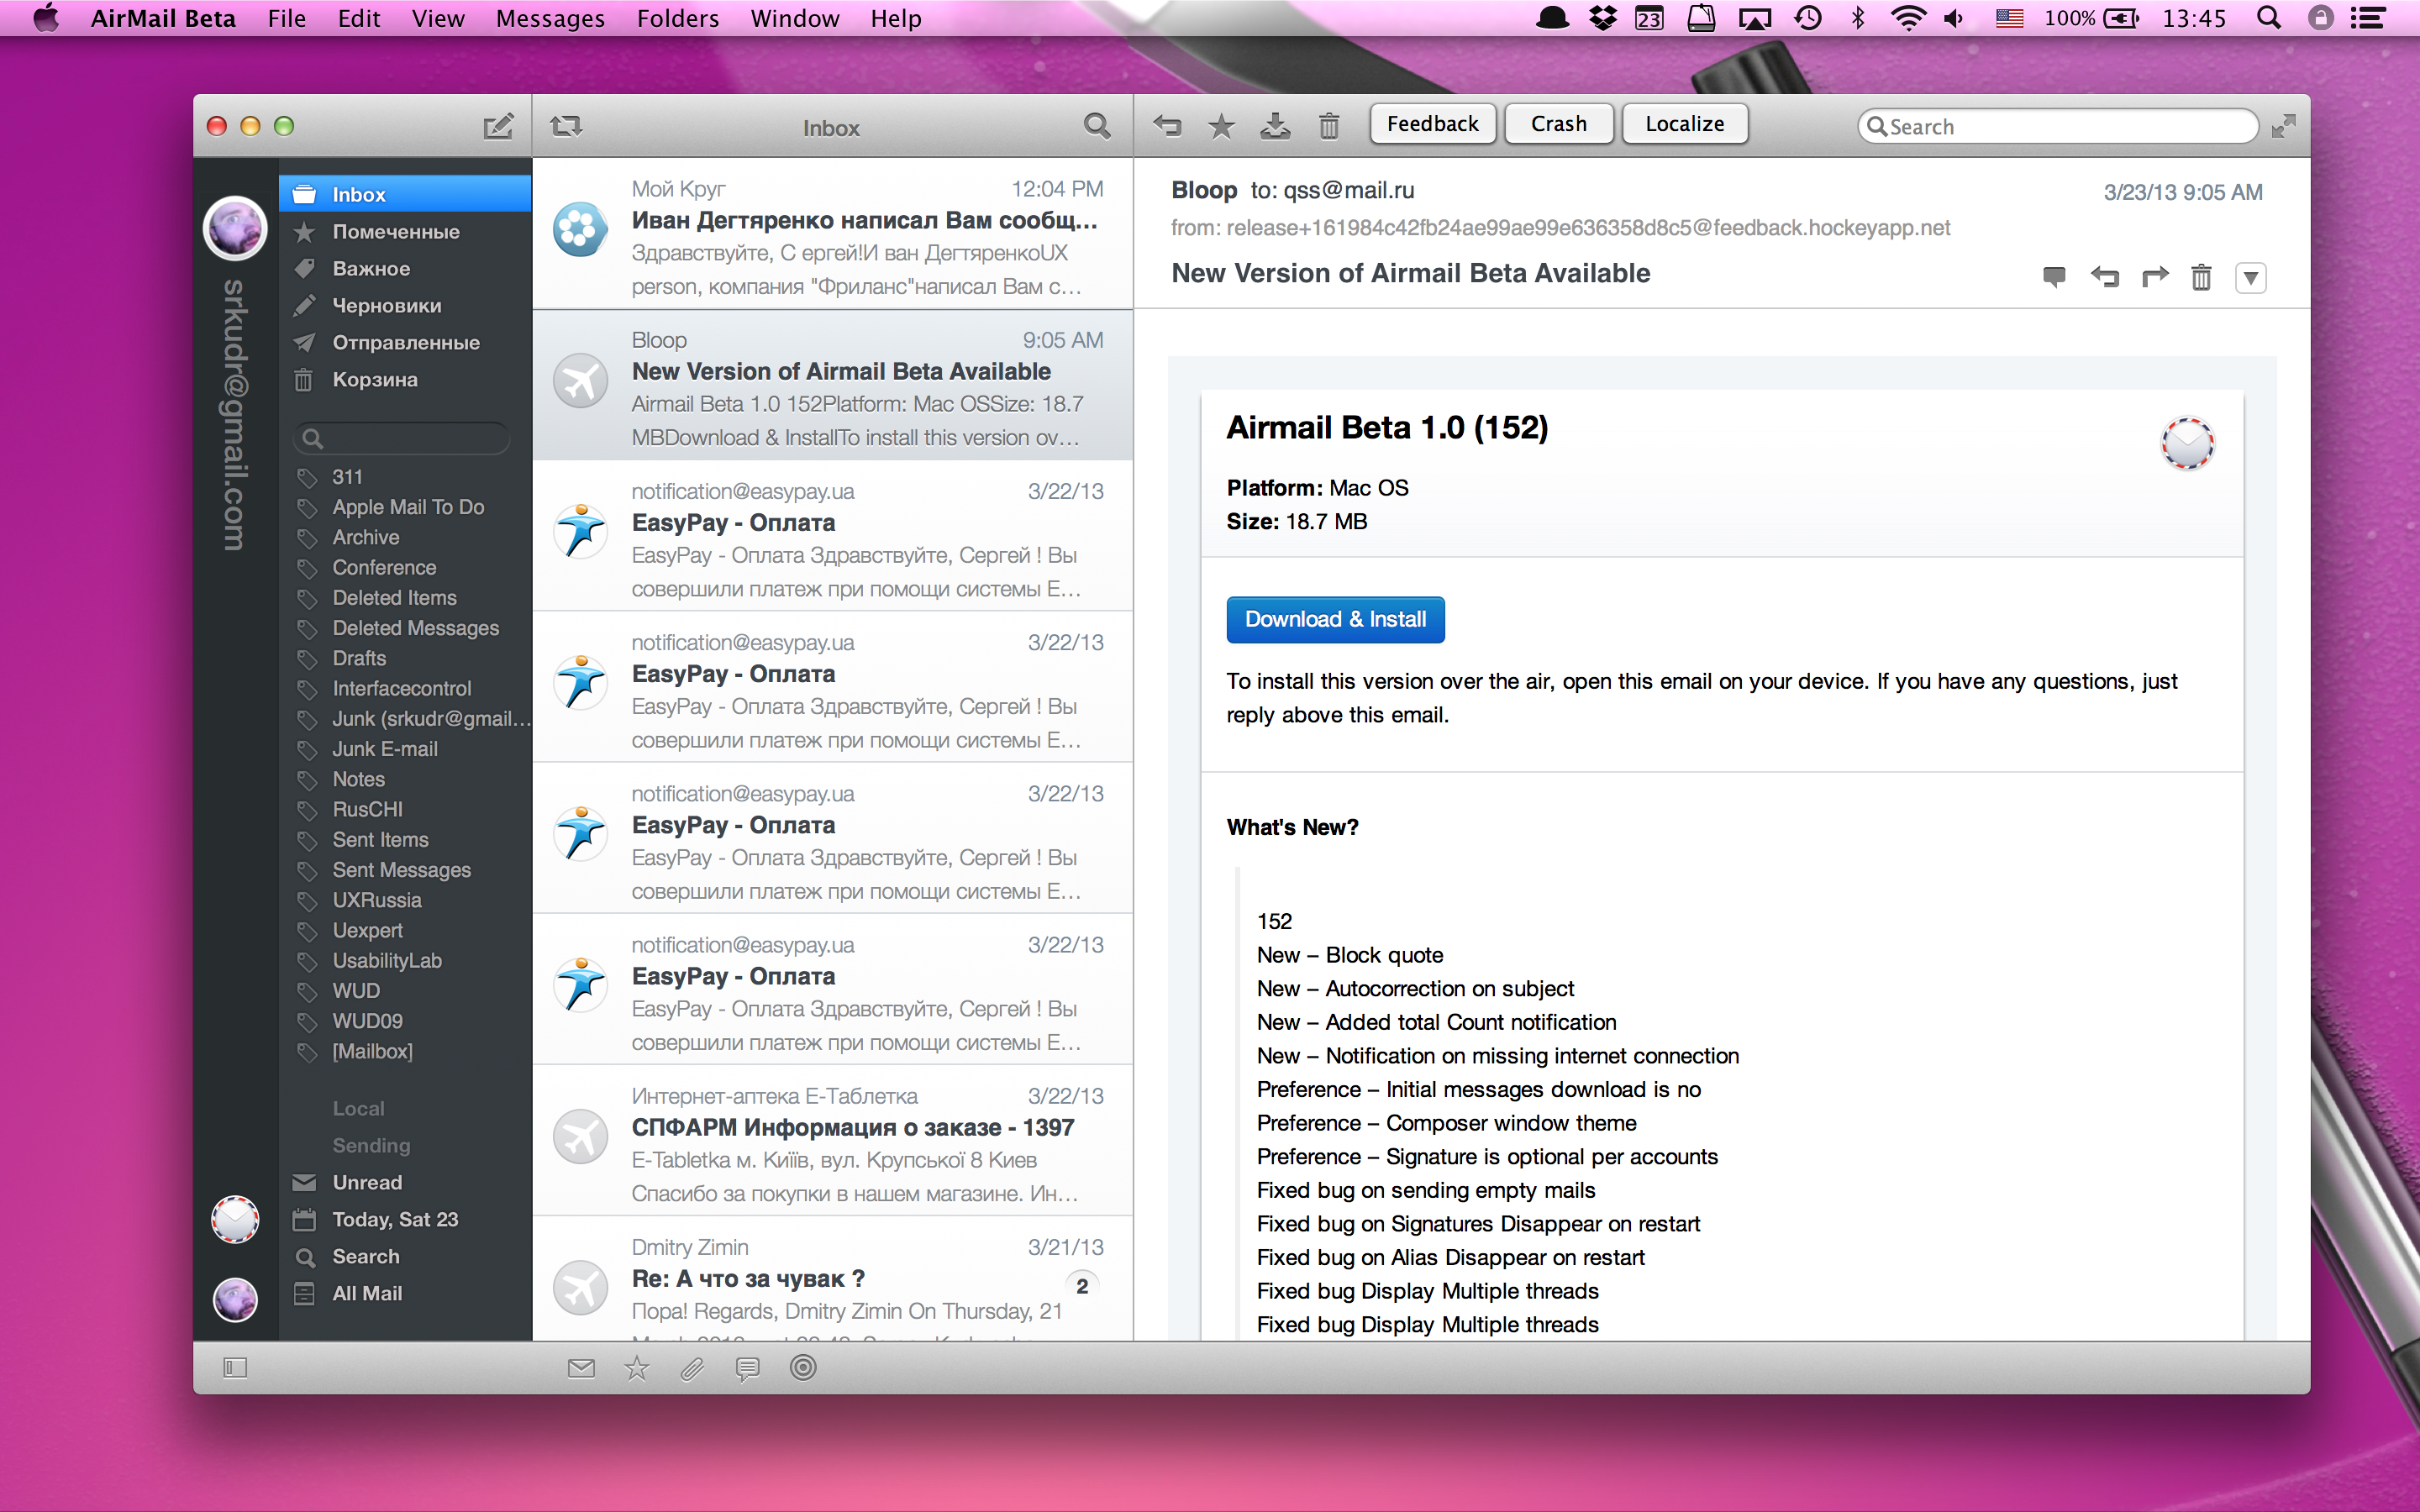 AirMail Beta File Edit View Messages Folders Window Help
23 100% 13:45
Inbox
Feedback Crash Localize
Search
srkudr@gmail.com
Inbox
Помеченные
Важное
Черновики
Отправленные
Корзина
311
Apple Mail To Do
Archive
Conference
Deleted Items
Deleted Messages
Drafts
Interfacecontrol
Junk (srkudr@gmail...
Junk E-mail
Notes
RusCHI
Sent Items
Sent Messages
UXRussia
Uexpert
UsabilityLab
WUD
WUD09
[Mailbox]
Local
Sending
Unread
Today, Sat 23
Search
All Mail
Мой Круг 12:04 PM
Иван Дегтяренко написал Вам сообщ...
Здравствуйте, С ергей!И ван ДегтяренкоUX
person, компания "Фриланс"написал Вам с...
Bloop 9:05 AM
New Version of Airmail Beta Available
Airmail Beta 1.0 152Platform: Mac OSSize: 18.7
MBDownload & InstallTo install this version ov...
notification@easypay.ua 3/22/13
EasyPay - Оплата
EasyPay - Оплата Здравствуйте, Сергей ! Вы
совершили платеж при помощи системы E...
notification@easypay.ua 3/22/13
EasyPay - Оплата
EasyPay - Оплата Здравствуйте, Сергей ! Вы
совершили платеж при помощи системы E...
notification@easypay.ua 3/22/13
EasyPay - Оплата
EasyPay - Оплата Здравствуйте, Сергей ! Вы
совершили платеж при помощи системы E...
notification@easypay.ua 3/22/13
EasyPay - Оплата
EasyPay - Оплата Здравствуйте, Сергей ! Вы
совершили платеж при помощи системы E...
Интернет-аптека Е-Таблетка 3/22/13
СПФАРМ Информация о заказе - 1397
E-Tabletka м. Київ, вул. Крупської 8 Киев
Спасибо за покупки в нашем магазине. Ин...
Dmitry Zimin 3/21/13
Re: А что за чувак ? 2
Пора! Regards, Dmitry Zimin On Thursday, 21
Bloop to: qss@mail.ru 3/23/13 9:05 AM
from: release+161984c42fb24ae99ae99e636358d8c5@feedback.hockeyapp.net
New Version of Airmail Beta Available
Airmail Beta 1.0 (152)
Platform: Mac OS
Size: 18.7 MB
Download & Install
To install this version over the air, open this email on your device. If you have any questions, just
reply above this email.
What's New?
152
New – Block quote
New – Autocorrection on subject
New – Added total Count notification
New – Notification on missing internet connection
Preference – Initial messages download is no
Preference – Composer window theme
Preference – Signature is optional per accounts
Fixed bug on sending empty mails
Fixed bug on Signatures Disappear on restart
Fixed bug on Alias Disappear on restart
Fixed bug Display Multiple threads
Fixed bug Display Multiple threads